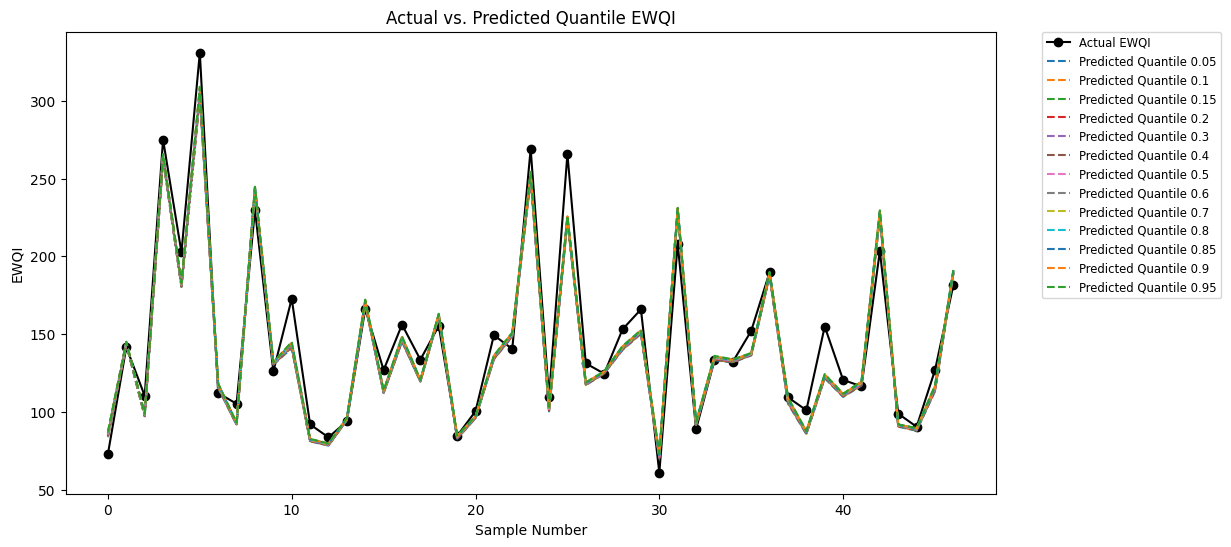 Actual vs. Predicted Quantile EWQI
EWQI
300
250
200
150
100
50
0
10
20
30
40
Sample Number
Actual EWQI
Predicted Quantile 0.05
Predicted Quantile 0.1
Predicted Quantile 0.15
Predicted Quantile 0.2
Predicted Quantile 0.3
Predicted Quantile 0.4
Predicted Quantile 0.5
Predicted Quantile 0.6
Predicted Quantile 0.7
Predicted Quantile 0.8
Predicted Quantile 0.85
Predicted Quantile 0.9
Predicted Quantile 0.95